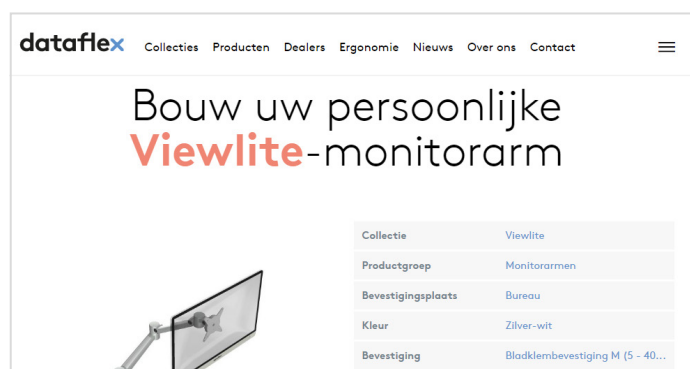 dataflex Collecties Producten Dealers Ergonomie Nieuws Over ons Contact
Bouw uw persoonlijke
Viewlite-monitorarm
Collectie Viewlite
Productgroep Monitorarmen
Bevestigingsplaats Bureau
Kleur Zilver-wit
Bevestiging Bladklembevestiging M (5 - 40...